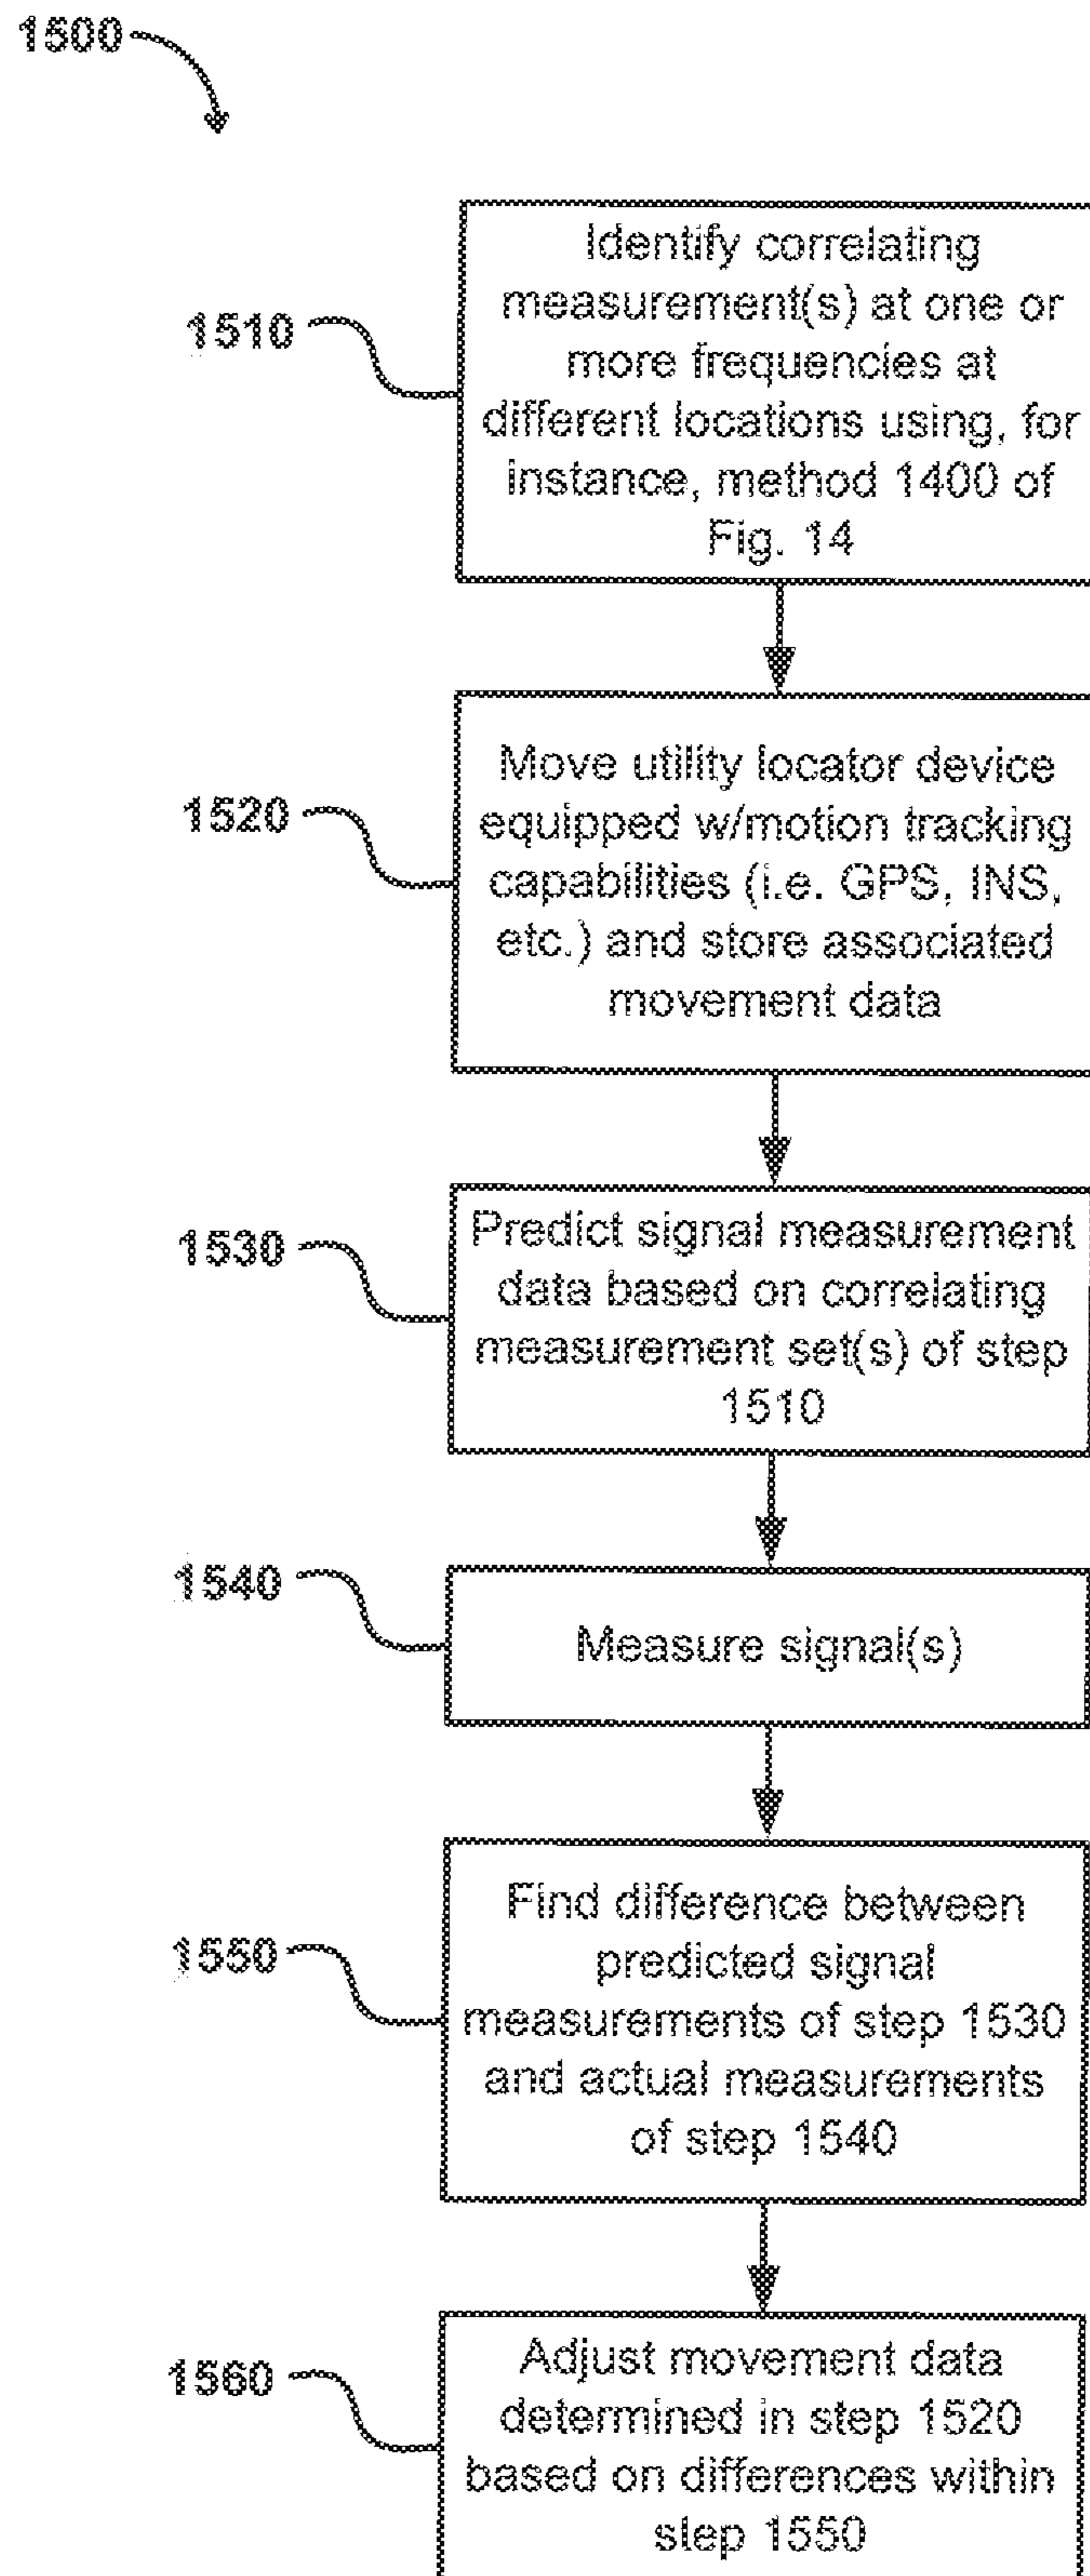 1500
1510
Identify correlating
measurement(s) at one or
more frequencies at
different locations using, for
instance, method 1400 of
Fig. 14
1520
Move utility locator device
equipped w/motion tracking
capabilities (i.e. GPS, INS,
etc.) and store associated
movement data
1530
Predict signal measurement
data based on correlating
measurement set(s) of step
1510
1540
Measure signal(s)
1550
Find difference between
predicted signal
measurements of step 1530
and actual measurements
of step 1540
1560
Adjust movement data
determined in step 1520
based on differences within
step 1550